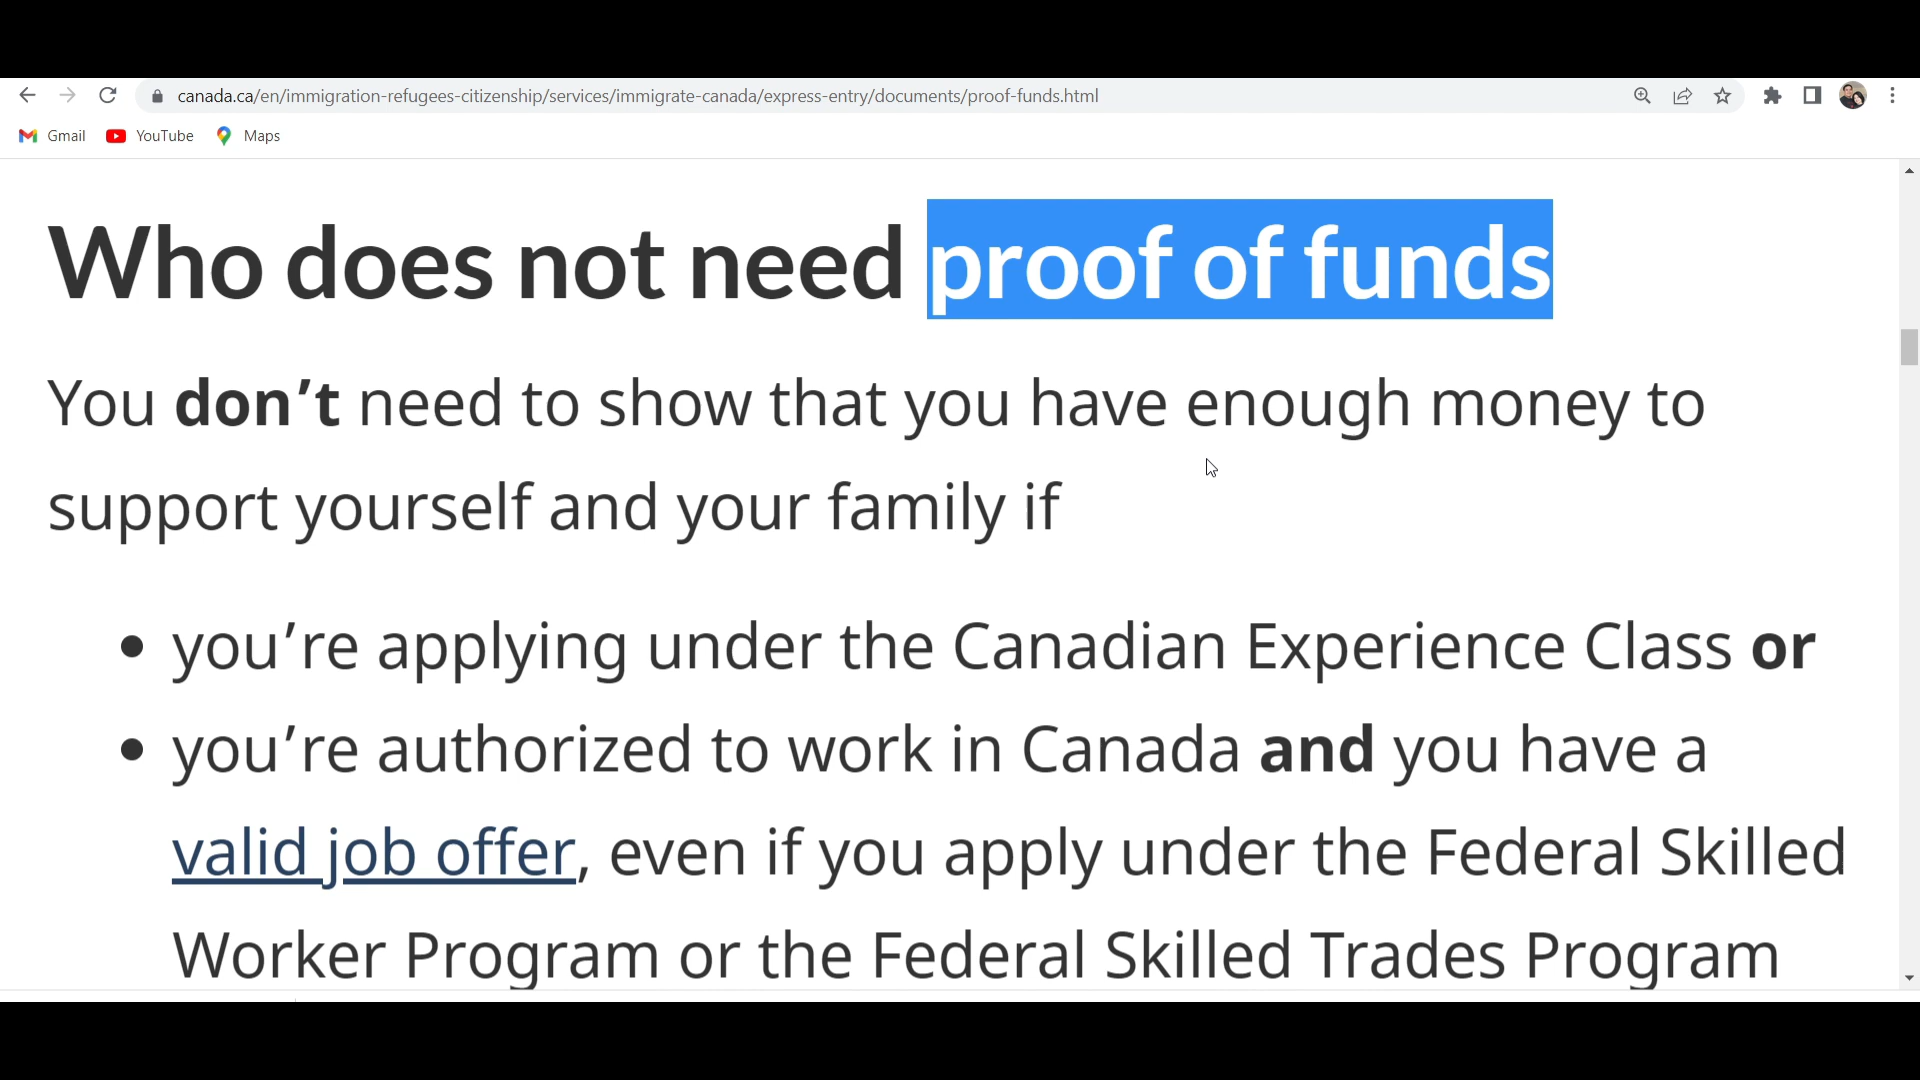 canada.ca/en/immigration-refugees-citizenship/services/immigrate-canada/express-entry/documents/proof-funds.html
Gmail YouTube Maps
Who does not need proof of funds
You don’t need to show that you have enough money to
support yourself and your family if
• you’re applying under the Canadian Experience Class or
• you’re authorized to work in Canada and you have a
valid job offer, even if you apply under the Federal Skilled
Worker Program or the Federal Skilled Trades Program